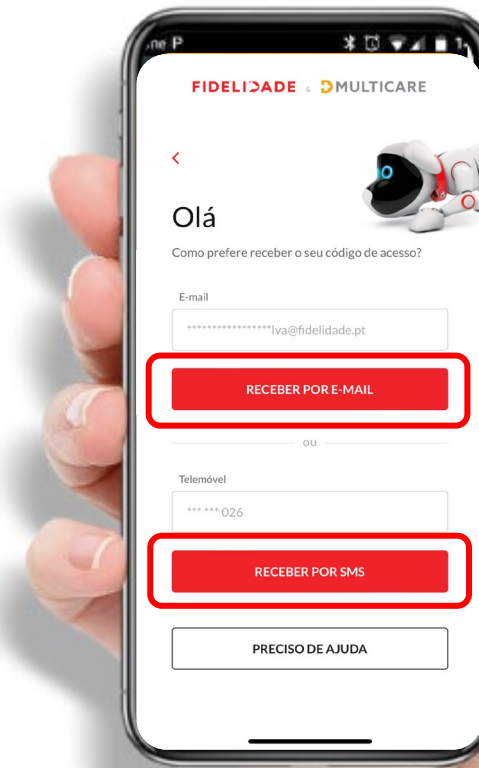 ne P
FIDELIDADE & MULTICARE
Olá
Como prefere receber o seu código de acesso?
E-mail
*****************lva@fidelidade.pt
RECEBER POR E-MAIL
ou
Telemóvel
*** *** 026
RECEBER POR SMS
PRECISO DE AJUDA